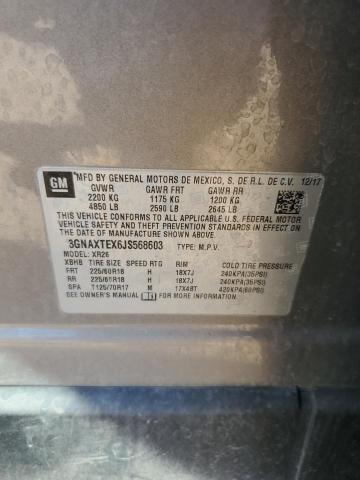 GM
*MFD BY GENERAL MOTORS DE MEXICO, S. DE R.L. DE C.V. 12/17
GVWR GAWR FRT GAWR RR
2200 KG 1175 KG 1200 KG
4850 LB 2590 LB 2645 LB
THIS VEHICLE CONFORMS TO ALL APPLICABLE U.S. FEDERAL MOTOR
VEHICLE SAFETY AND THEFT PREVENTION STANDARDS IN
EFFECT ON THE DATE OF MANUFACTURE SHOWN ABOVE.
3GNAXTEX6JS568603 TYPE: M.P.V.
MODEL: XR26
XBHB TIRE SIZE SPEED RTG RIM COLD TIRE PRESSURE
FRT 225/60R18 H 18X7J 240KPA(35PSI)
RR 225/60R18 H 18X7J 240KPA(35PSI)
SPA T125/70R17 M 17X4BT 420KPA(60PSI)
SEE OWNER'S MANUAL FOR MORE INFORMATION.